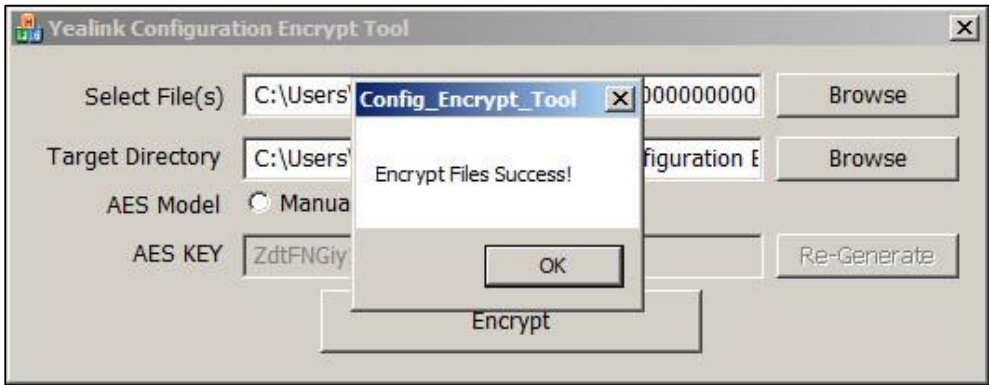 Yealink Configuration Encrypt Tool
Select File(s) C:\Users\ 000000000 Browse
Config_Encrypt_Tool
Target Directory C:\Users\ figuration E Browse
Encrypt Files Success!
AES Model Manua
AES KEY ZdtFNGiy Re-Generate
OK
Encrypt